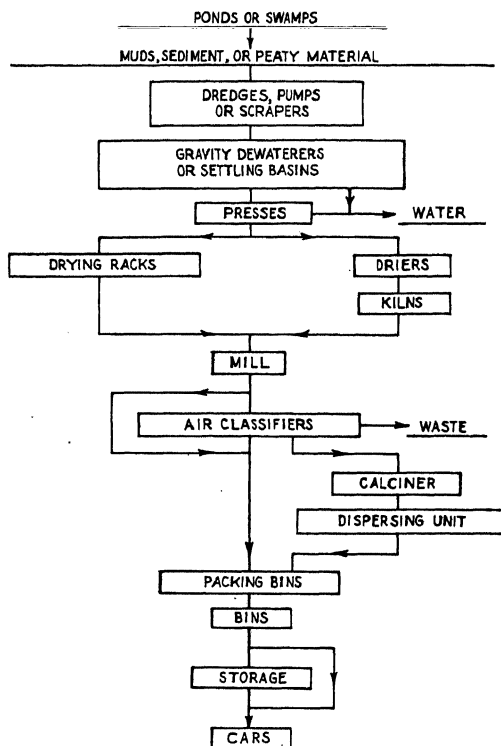 PONDS OR SWAMPS
MUDS, SEDIMENT, OR PEATY MATERIAL
DREDGES, PUMPS
OR SCRAPERS
GRAVITY DEWATERERS
OR SETTLING BASINS
PRESSES
WATER
DRYING RACKS
DRIERS
KILNS
MILL
AIR CLASSIFIERS
WASTE
CALCINER
DISPERSING UNIT
PACKING BINS
BINS
STORAGE
CARS